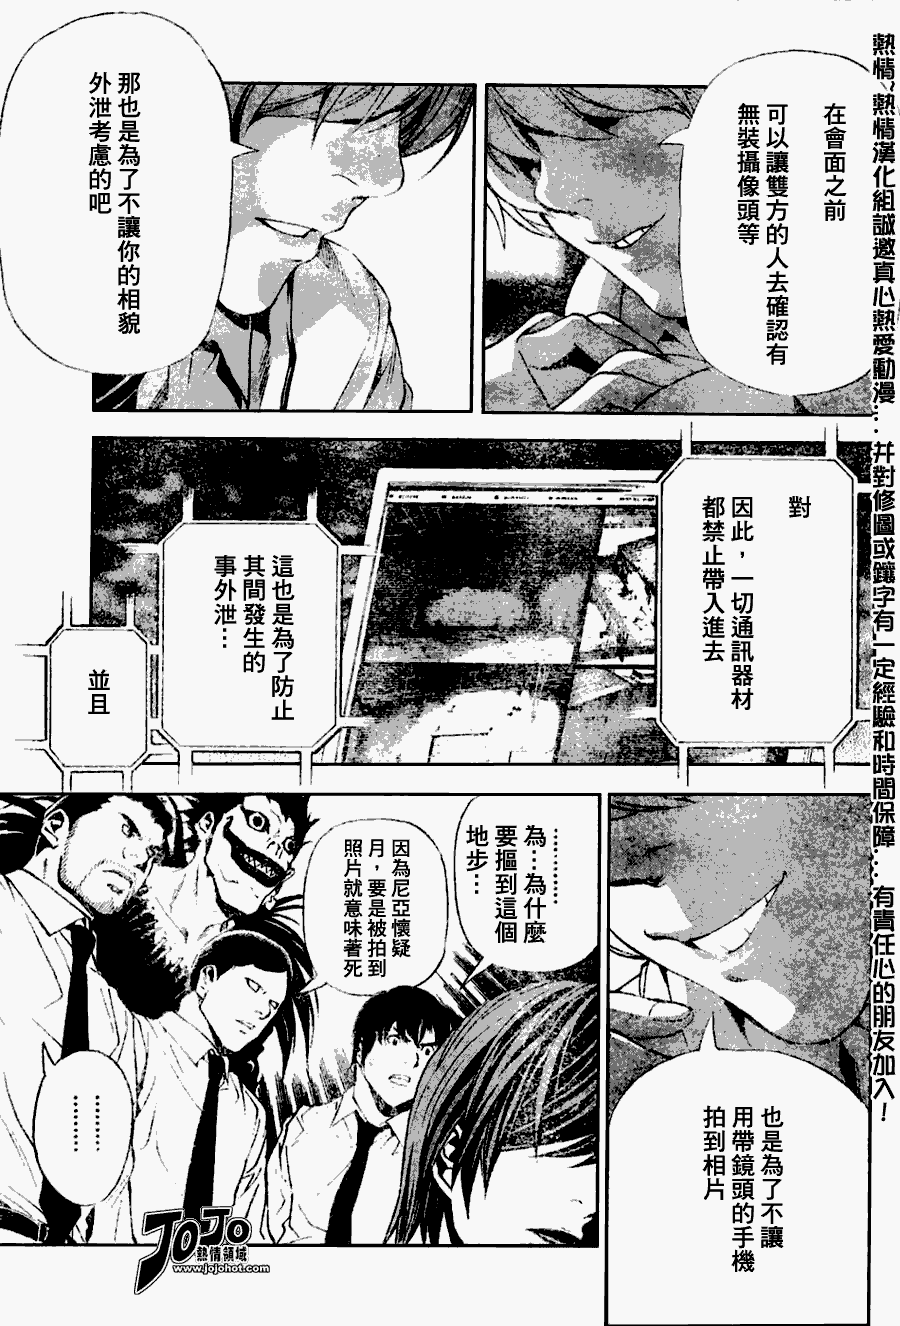 在會面之前
可以讓雙方的人去確認有
無裝攝像頭等
那也是為了不讓你的相貌
外泄考慮的吧
對
因此，一切通訊器材
都禁止帶入進去
這也是為了防止
其間發生的
事外泄…
並且
也是為了不讓
用帶鏡頭的手機
拍到相片
…………
為…為什麼
要摳到這個
地步…
因為尼亞懷疑
月，要是被拍到
照片就意味著死
………
熱情、熱情漢化組誠邀真心熱愛動漫…．并對修圖或鑲字有一定經驗和時間保障….有責任心的朋友加入！
JOJO
熱情領域
www.jojohot.com